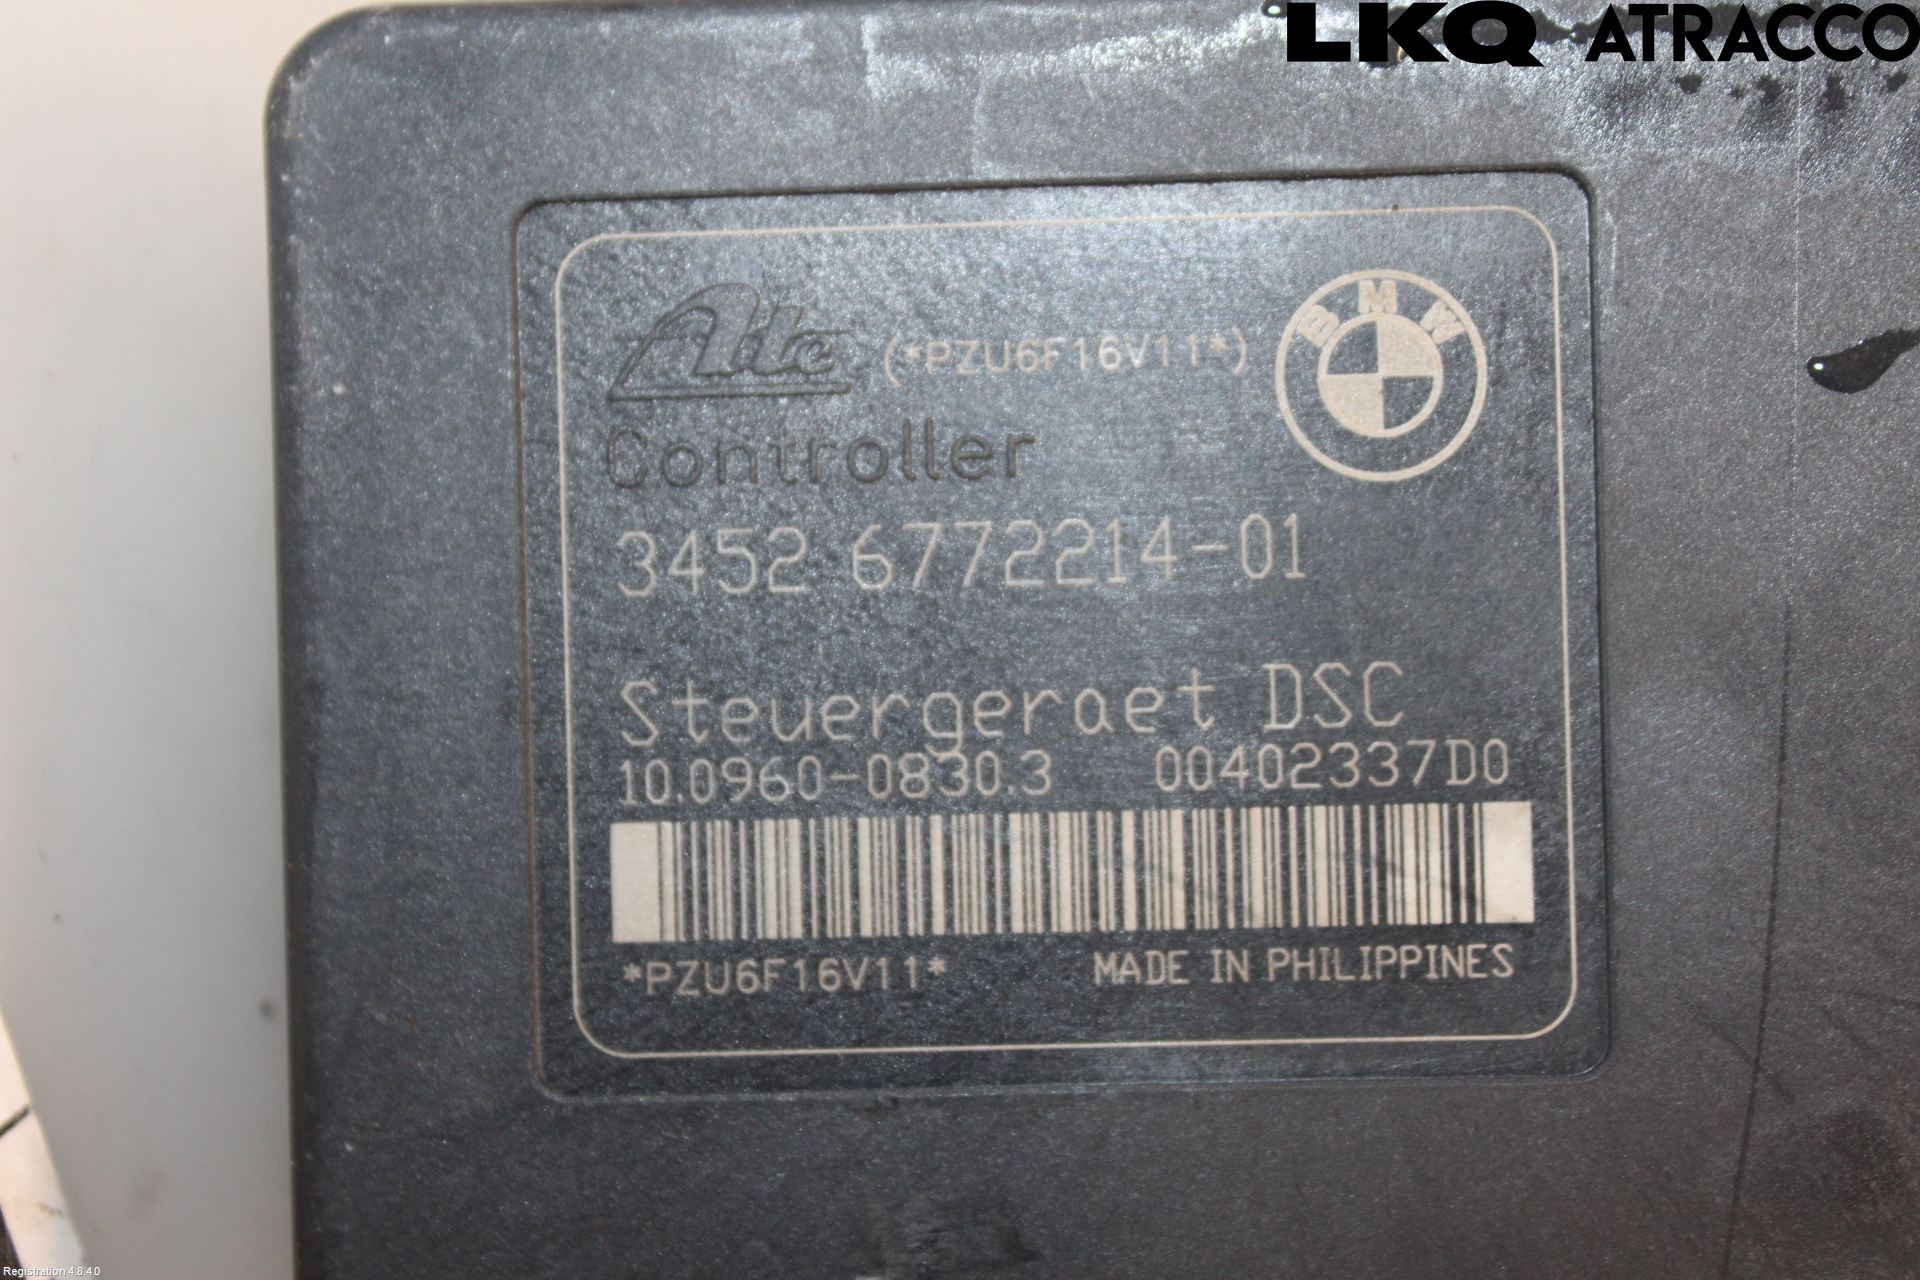 LKQ ATRACCO
Ate (*PZU6F16V11*)
BMW
Controller
3452 6772214-01
Steuergeraet DSC
10.0960-0830.3 00402337D0
*PZU6F16V11* MADE IN PHILIPPINES
Registration 4.8.4.0